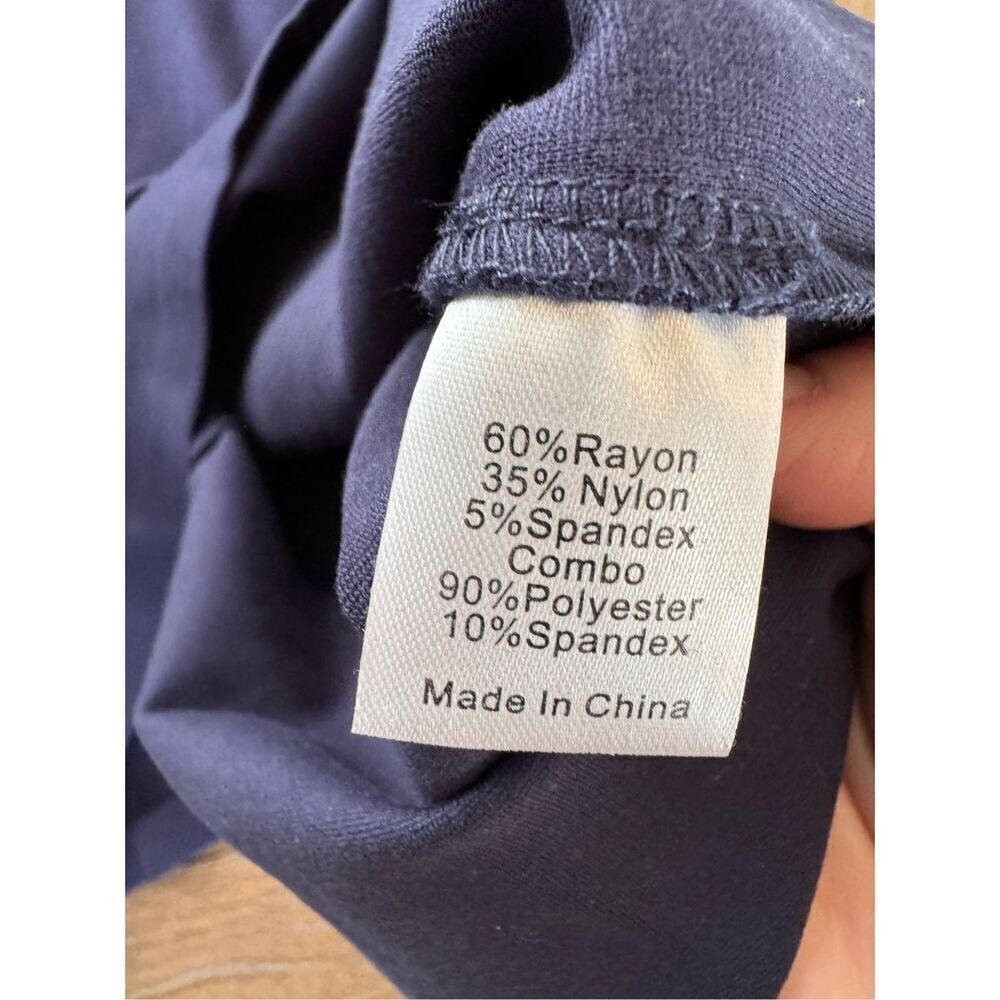 60%Rayon
35% Nylon
5%Spandex
Combo
90%Polyester
10%Spandex
Made In China